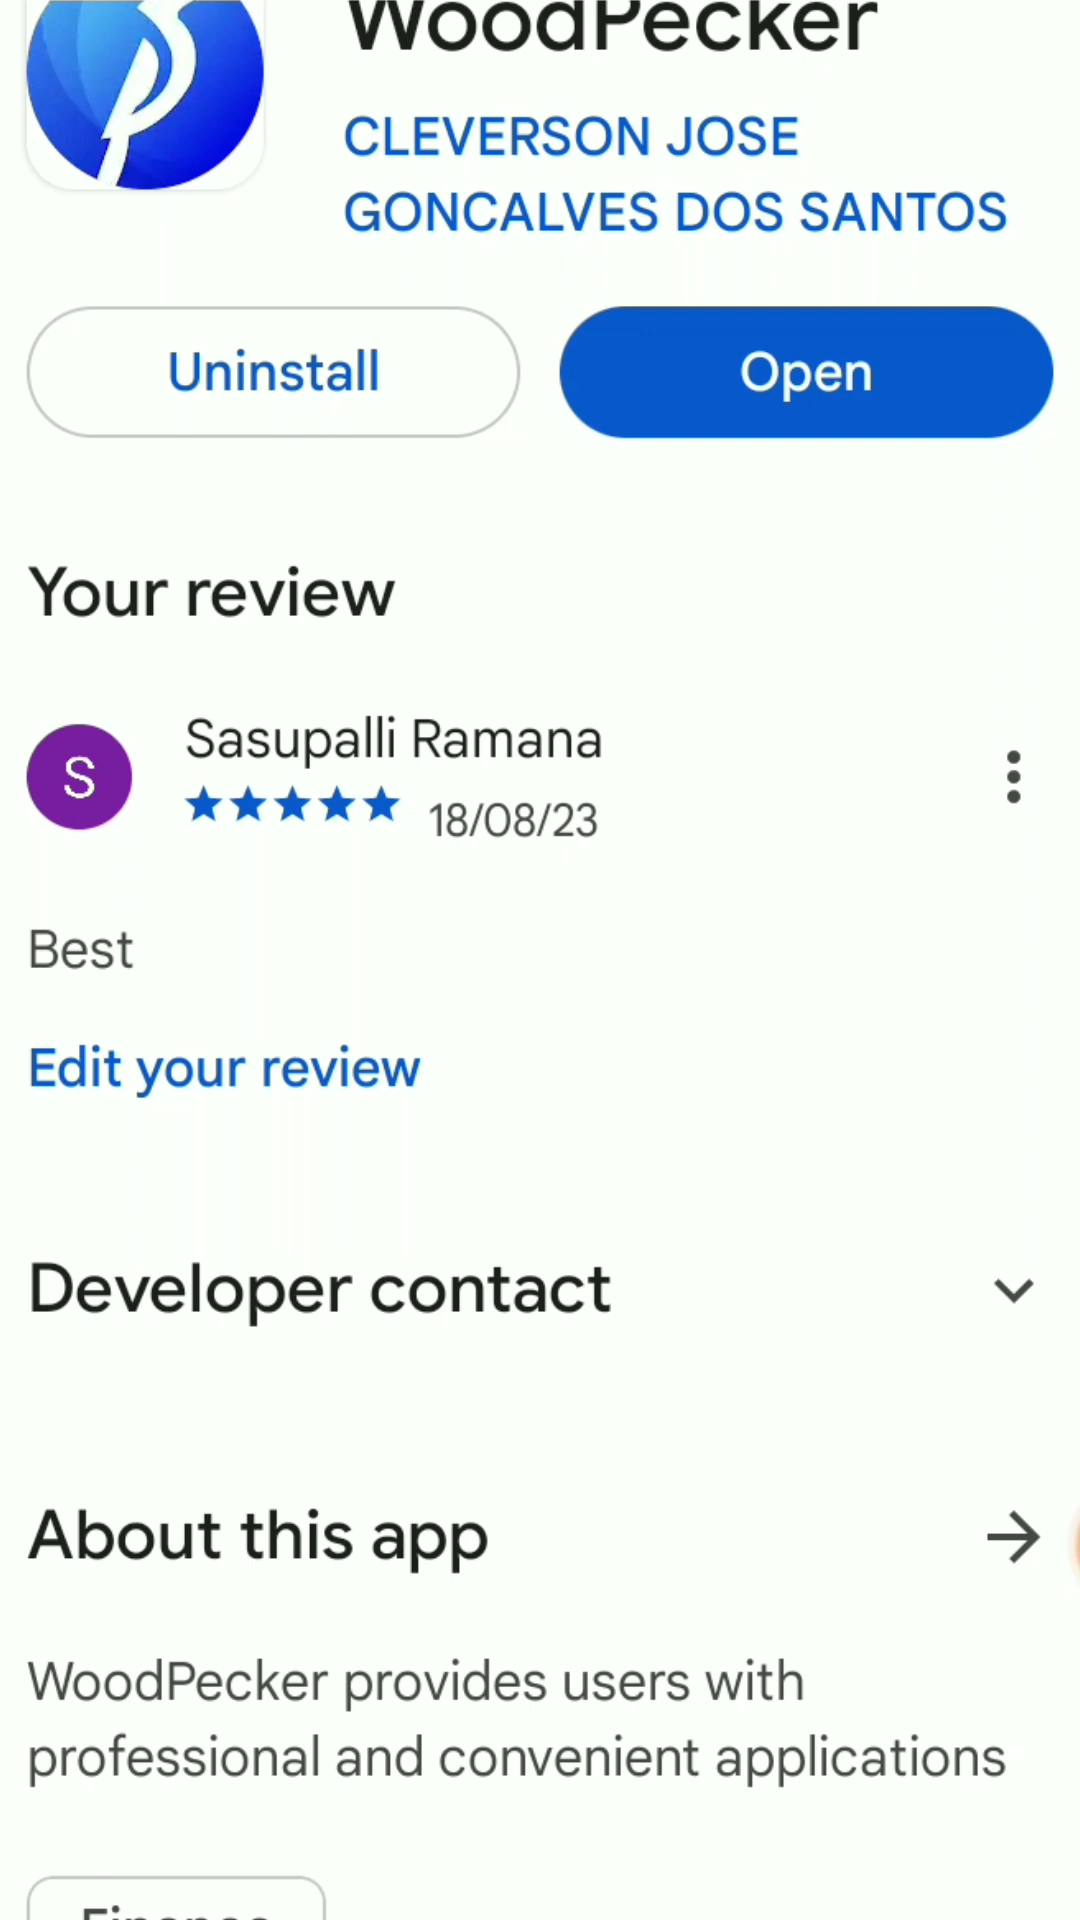 WoodPecker
CLEVERSON JOSE
GONCALVES DOS SANTOS
Uninstall
Open
Your review
S
Sasupalli Ramana
18/08/23
Best
Edit your review
Developer contact
About this app
WoodPecker provides users with
professional and convenient applications
Finance